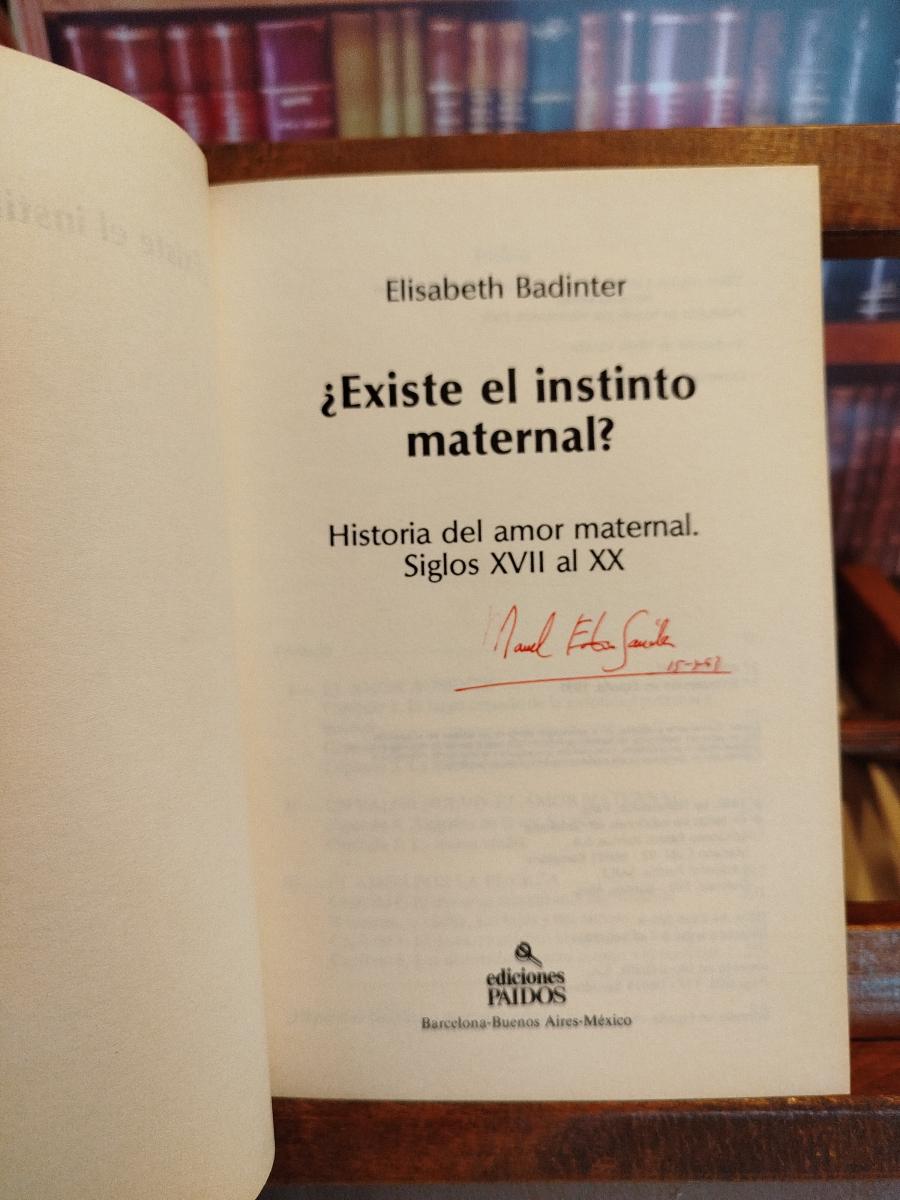 Elisabeth Badinter
¿Existe el instinto
maternal?
Historia del amor maternal.
Siglos XVII al XX
Manuel
ediciones
PAIDOS
Barcelona-Buenos Aires-México